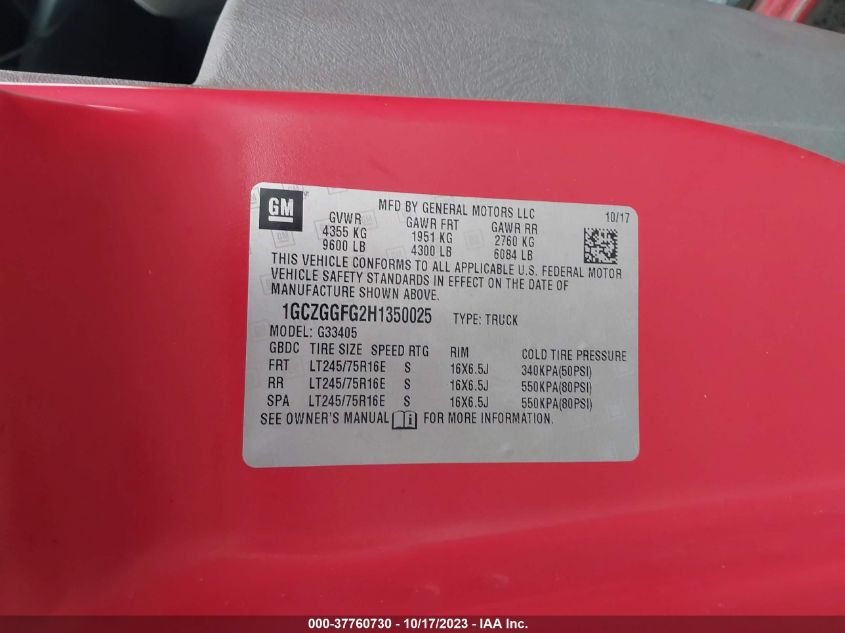 GM
MFD BY GENERAL MOTORS LLC 10/17
GVWR GAWR FRT GAWR RR
4355 KG 1951 KG 2760 KG
9600 LB 4300 LB 6084 LB
THIS VEHICLE CONFORMS TO ALL APPLICABLE U.S. FEDERAL MOTOR
VEHICLE SAFETY STANDARDS IN EFFECT ON THE DATE OF
MANUFACTURE SHOWN ABOVE.
1GCZGGFG2H1350025 TYPE: TRUCK
MODEL: G33405
GBDC TIRE SIZE SPEED RTG RIM COLD TIRE PRESSURE
FRT LT245/75R16E S 16X6.5J 340KPA(50PSI)
RR LT245/75R16E S 16X6.5J 550KPA(80PSI)
SPA LT245/75R16E S 16X6.5J 550KPA(80PSI)
SEE OWNER'S MANUAL FOR MORE INFORMATION.
000-37760730 - 10/17/2023 - IAA Inc.